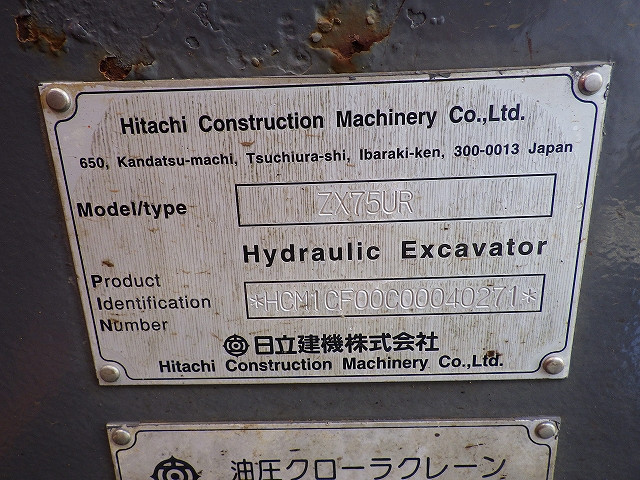 Hitachi Construction Machinery Co.,Ltd.
650, Kandatsu-machi, Tsuchiura-shi, Ibaraki-ken, 300-0013 Japan
Model/type ZX75UR
Hydraulic Excavator
Product
Identification *HCM1CF00C00040271*
Number
日立建機株式会社
Hitachi Construction Machinery Co.,Ltd.
油圧クローラクレーン